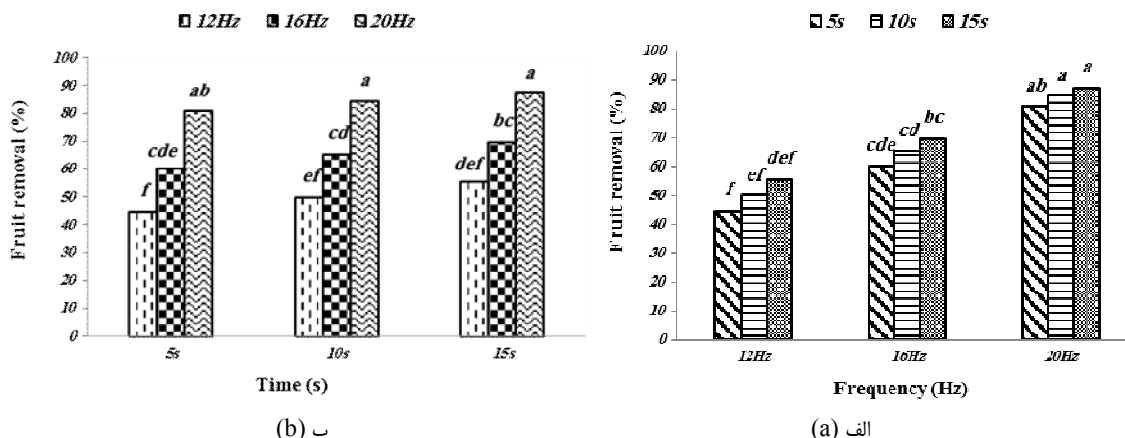 12Hz 16Hz 20Hz
Fruit removal (%)
100
90
80
70
60
50
40
30
20
10
0
f
cde
ab
ef
cd
a
def
bc
a
5s 10s 15s
Time (s)
ب (b)
5s 10s 15s
Fruit removal (%)
100
90
80
70
60
50
40
30
20
10
0
f
ef
def
cde
cd
bc
ab
a
a
12Hz 16Hz 20Hz
Frequency (Hz)
الف (a)